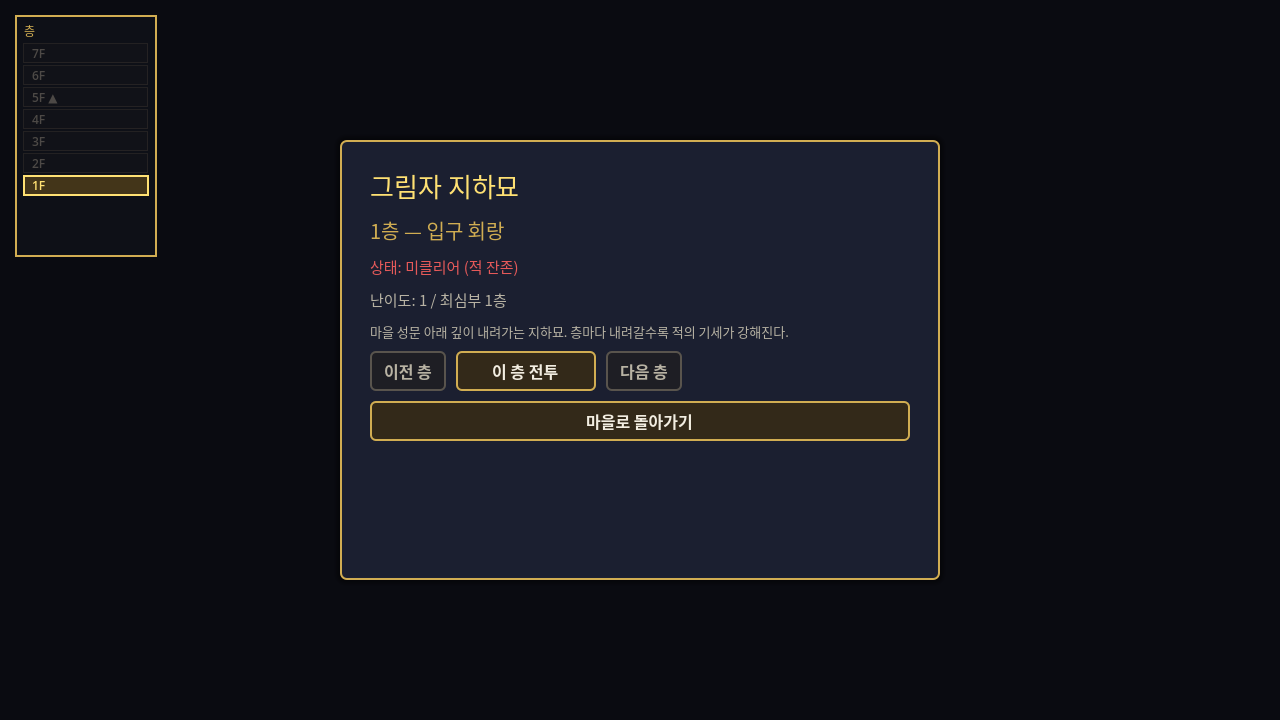 층
7F
6F
5F ▲
4F
3F
2F
1F
그림자 지하묘
1층 — 입구 회랑
상태: 미클리어 (적 잔존)
난이도: 1 / 최심부 1층
마을 성문 아래 깊이 내려가는 지하묘. 층마다 내려갈수록 적의 기세가 강해진다.
이전 층
이 층 전투
다음 층
마을로 돌아가기